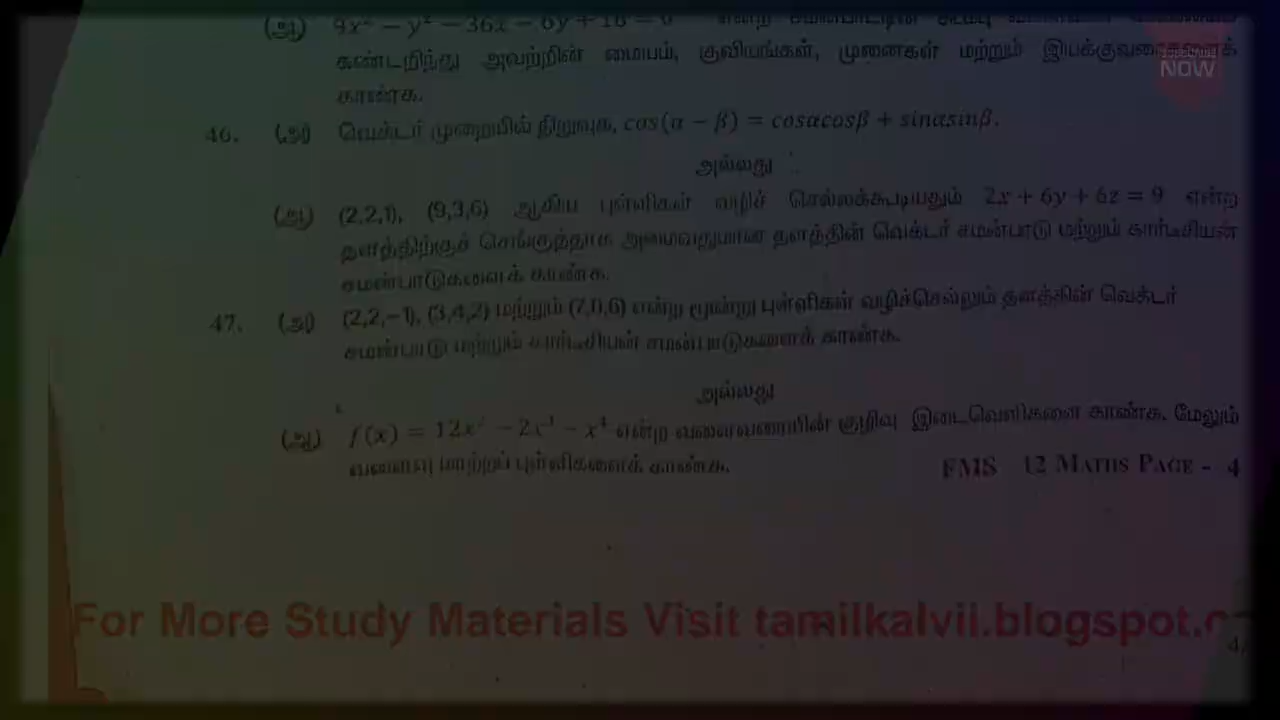 (ஆ) 9x² − y² − 36x − 6y + 18 = 0 என்ற சமன்பாட்டின்
கண்டறிந்து அவற்றின் மையம், குவியங்கள், முனைகள் மற்றும் இயக்குவரைகளைக்
காண்க.
46. (அ) வெக்டர் முறையில் நிறுவுக, cos(α − β) = cosαcosβ + sinαsinβ.
அல்லது
(ஆ) (2,2,1), (9,3,6) ஆகிய புள்ளிகள் வழிச் செல்லக்கூடியதும் 2x + 6y + 6z = 9 என்ற
தளத்திற்குச் செங்குத்தாக அமைவதுமான தளத்தின் வெக்டர் சமன்பாடு மற்றும் கார்டீசியன்
சமன்பாடுகளைக் காண்க.
47. (அ) (2,2,−1), (3,4,2) மற்றும் (7,0,6) என்ற மூன்று புள்ளிகள் வழிச்செல்லும் தளத்தின் வெக்டர்
சமன்பாடு மற்றும் கார்டீசியன் சமன்பாடுகளைக் காண்க.
அல்லது
(ஆ) f(x) = 12x² − 2x³ − x⁴ என்ற வளைவரையின் குழிவு இடைவெளிகளை காண்க. மேலும்
வளைவு மாற்றப் புள்ளிகளைக் காண்க.
FMS 12 MATHS PAGE - 4
For More Study Materials Visit tamilkalvii.blogspot.c
NOW